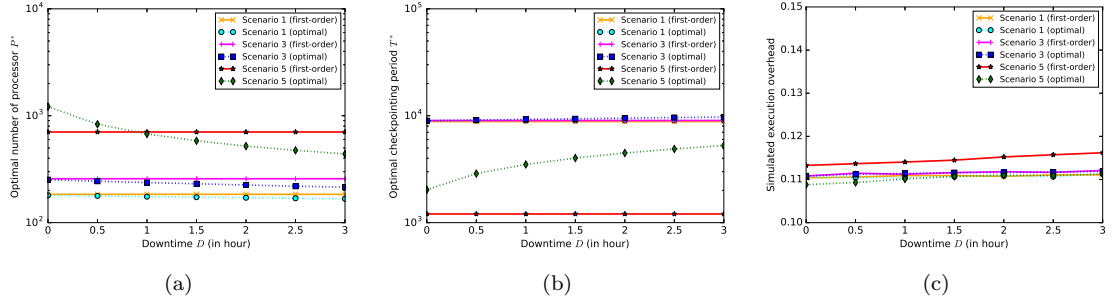 10^4
10^3
10^2
Optimal number of processor P*
Scenario 1 (first-order)
Scenario 1 (optimal)
Scenario 3 (first-order)
Scenario 3 (optimal)
Scenario 5 (first-order)
Scenario 5 (optimal)
0 0.5 1 1.5 2 2.5 3
Downtime D (in hour)
(a)
10^5
10^4
10^3
Optimal checkpointing period T*
Scenario 1 (first-order)
Scenario 1 (optimal)
Scenario 3 (first-order)
Scenario 3 (optimal)
Scenario 5 (first-order)
Scenario 5 (optimal)
0 0.5 1 1.5 2 2.5 3
Downtime D (in hour)
(b)
0.15
0.14
0.13
0.12
0.11
0.10
Simulated execution overhead
Scenario 1 (first-order)
Scenario 1 (optimal)
Scenario 3 (first-order)
Scenario 3 (optimal)
Scenario 5 (first-order)
Scenario 5 (optimal)
0 0.5 1 1.5 2 2.5 3
Downtime D (in hour)
(c)